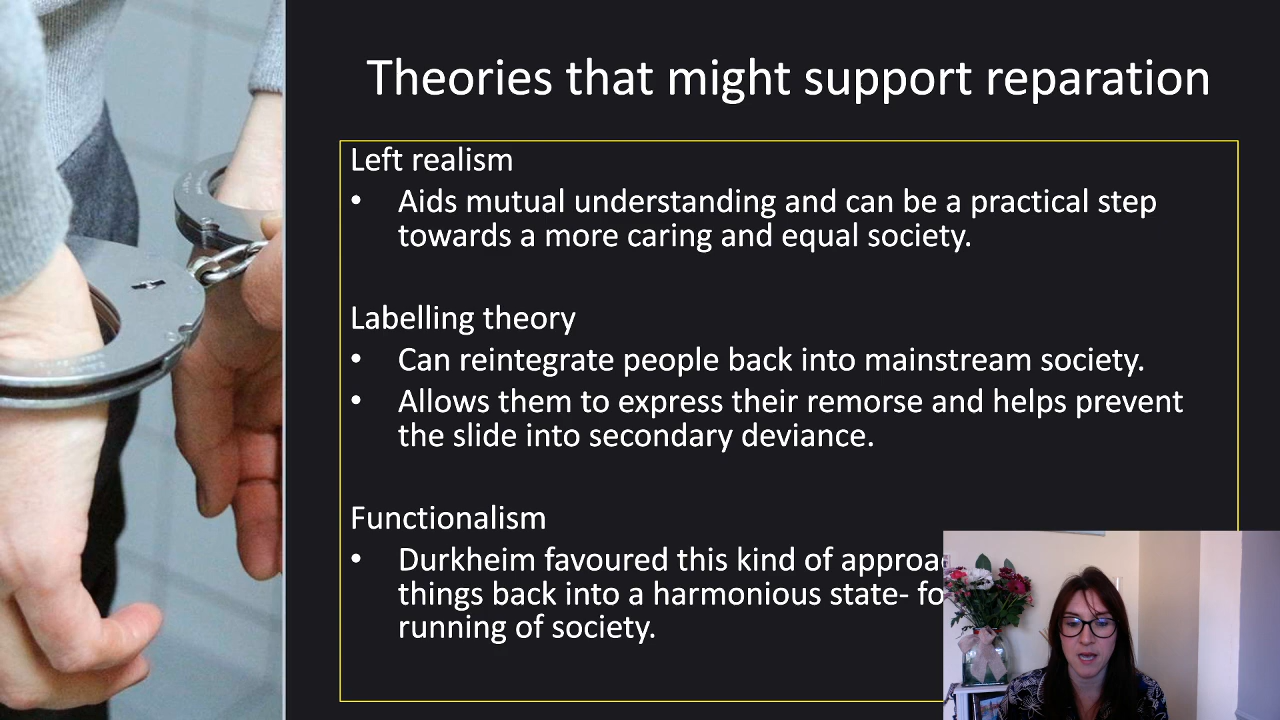 Theories that might support reparation
Left realism
• Aids mutual understanding and can be a practical step
towards a more caring and equal society.
Labelling theory
• Can reintegrate people back into mainstream society.
• Allows them to express their remorse and helps prevent
the slide into secondary deviance.
Functionalism
• Durkheim favoured this kind of
things back into a harmonious state-
running of society.